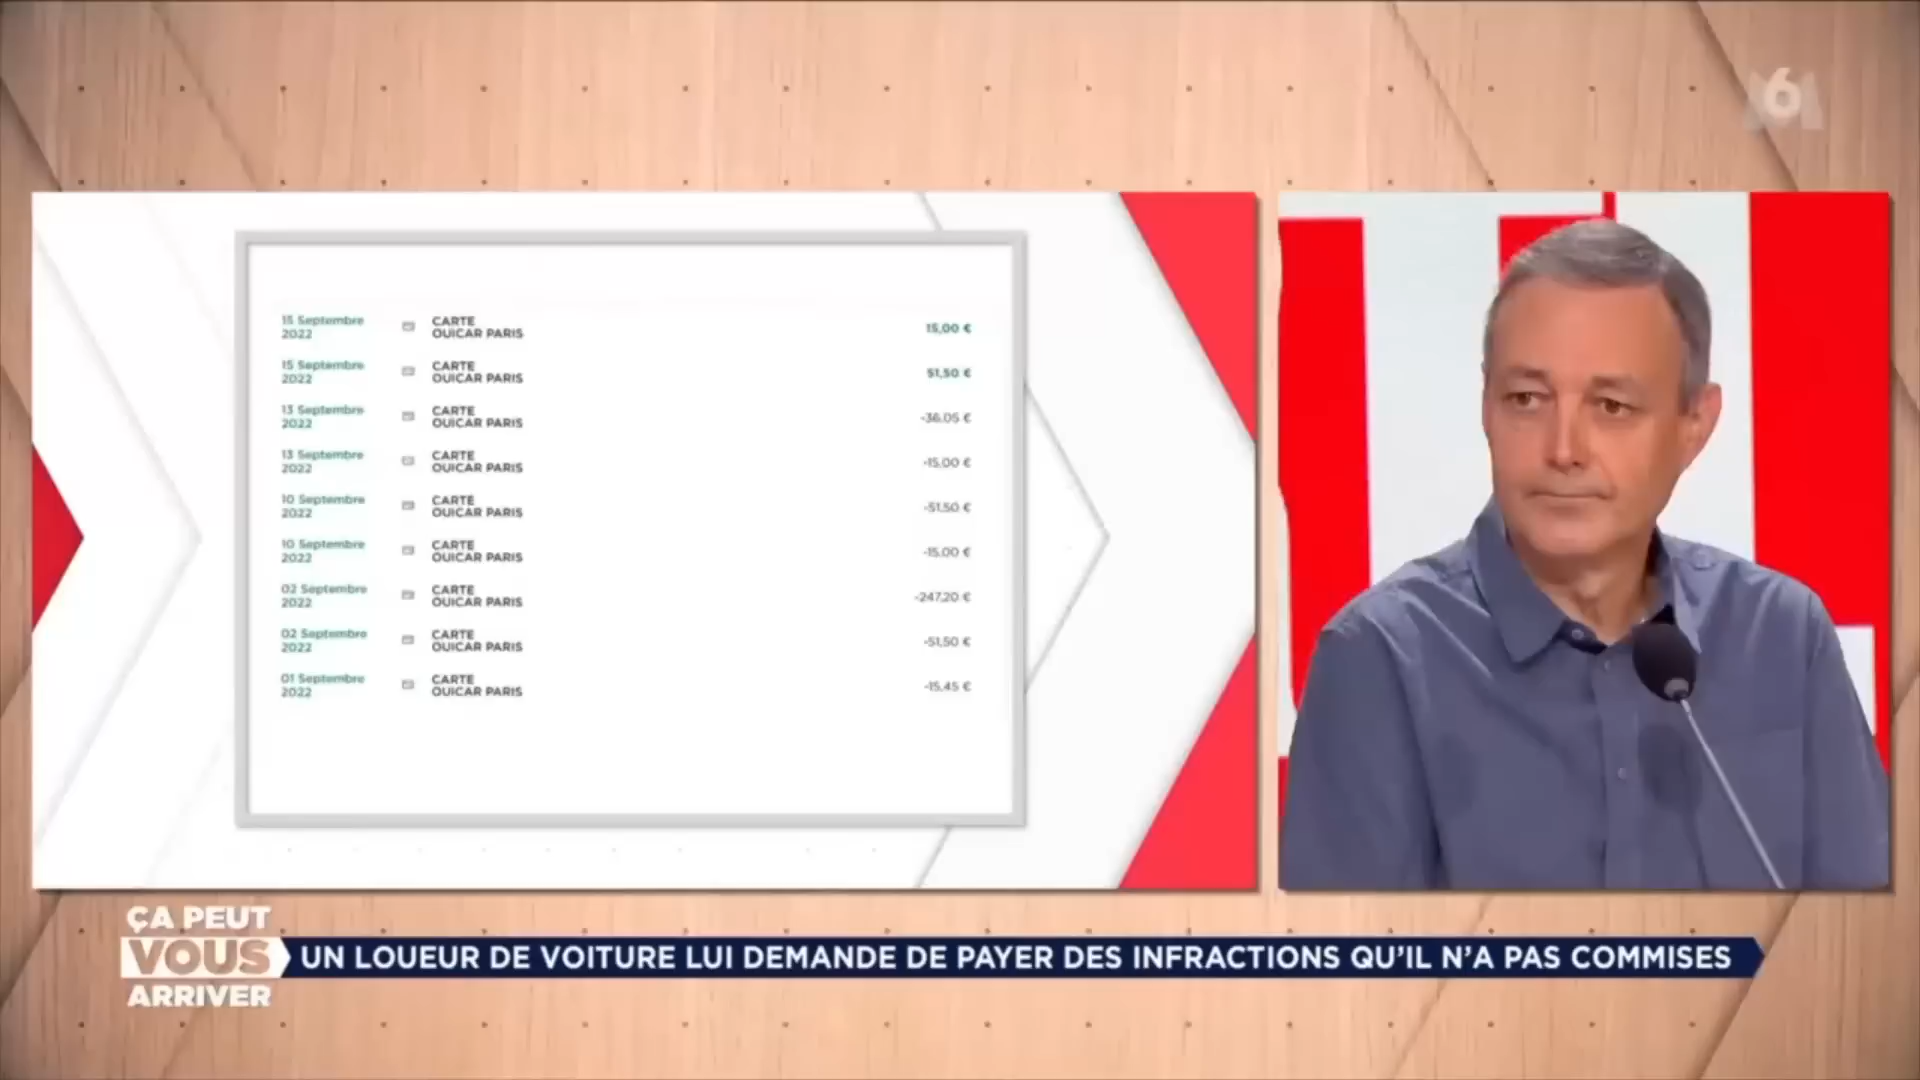 M6
15 Septembre
2022
CARTE
OUICAR PARIS
15,00 €
15 Septembre
2022
CARTE
OUICAR PARIS
51,50 €
13 Septembre
2022
CARTE
OUICAR PARIS
-36,05 €
13 Septembre
2022
CARTE
OUICAR PARIS
-15,00 €
10 Septembre
2022
CARTE
OUICAR PARIS
-51,50 €
10 Septembre
2022
CARTE
OUICAR PARIS
-15,00 €
02 Septembre
2022
CARTE
OUICAR PARIS
-247,20 €
02 Septembre
2022
CARTE
OUICAR PARIS
-51,50 €
01 Septembre
2022
CARTE
OUICAR PARIS
-15,45 €
ÇA PEUT
VOUS
ARRIVER
UN LOUEUR DE VOITURE LUI DEMANDE DE PAYER DES INFRACTIONS QU'IL N'A PAS COMMISES